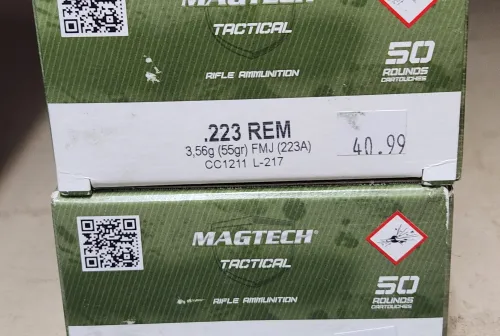 MAGTECH
TACTICAL
50
ROUNDS
CARTOUCHES
RIFLE AMMUNITION
.223 REM
3,56g (55gr) FMJ (223A)
CC1211 L-217
40.99
MAGTECH®
TACTICAL
50
ROUNDS
CARTOUCHES
RIFLE AMMUNITION